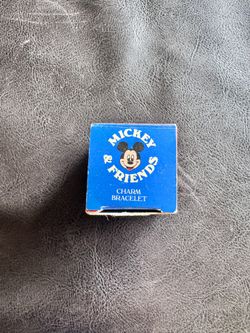 MICKEY
& FRIENDS
CHARM
BRACELET